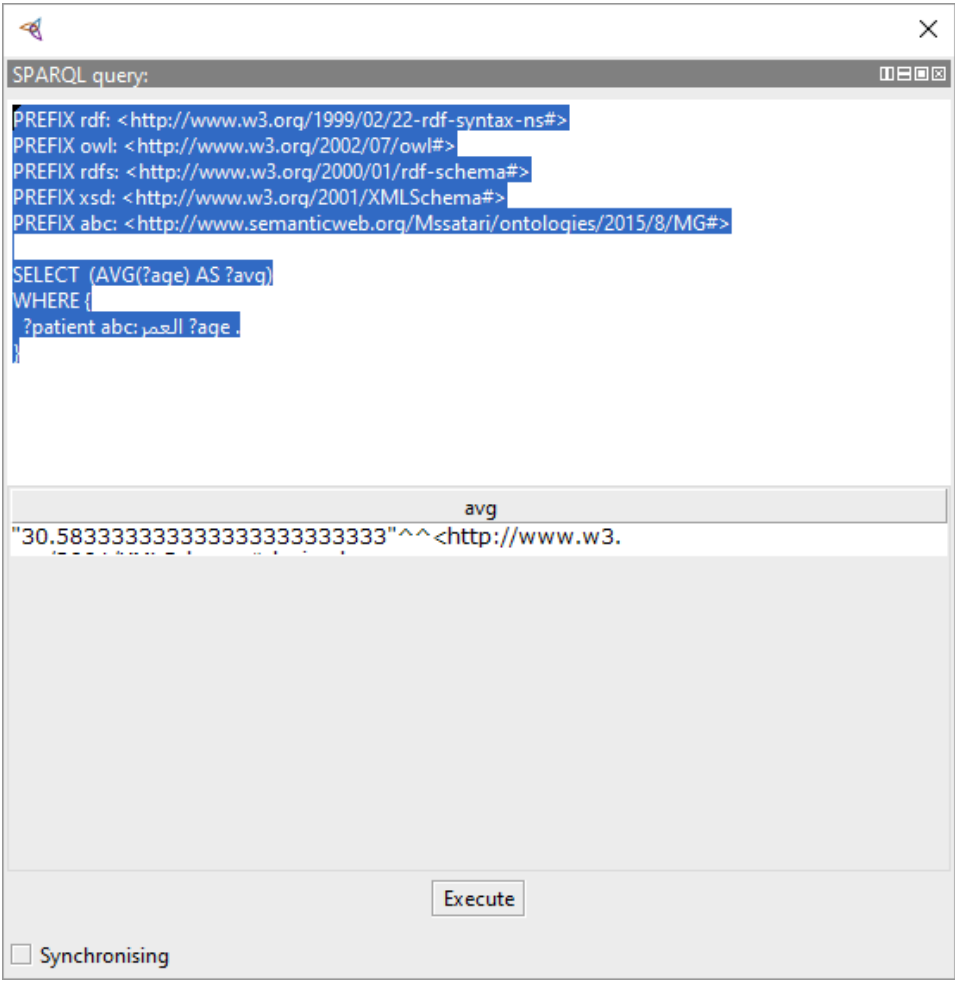 SPARQL query:
PREFIX rdf: <http://www.w3.org/1999/02/22-rdf-syntax-ns#>
PREFIX owl: <http://www.w3.org/2002/07/owl#>
PREFIX rdfs: <http://www.w3.org/2000/01/rdf-schema#>
PREFIX xsd: <http://www.w3.org/2001/XMLSchema#>
PREFIX abc: <http://www.semanticweb.org/Mssatari/ontologies/2015/8/MG#>
SELECT (AVG(?age) AS ?avg)
WHERE {
?patient abc:العمر ?age .
}
avg
"30.583333333333333333333333"^^<http://www.w3.
Execute
Synchronising